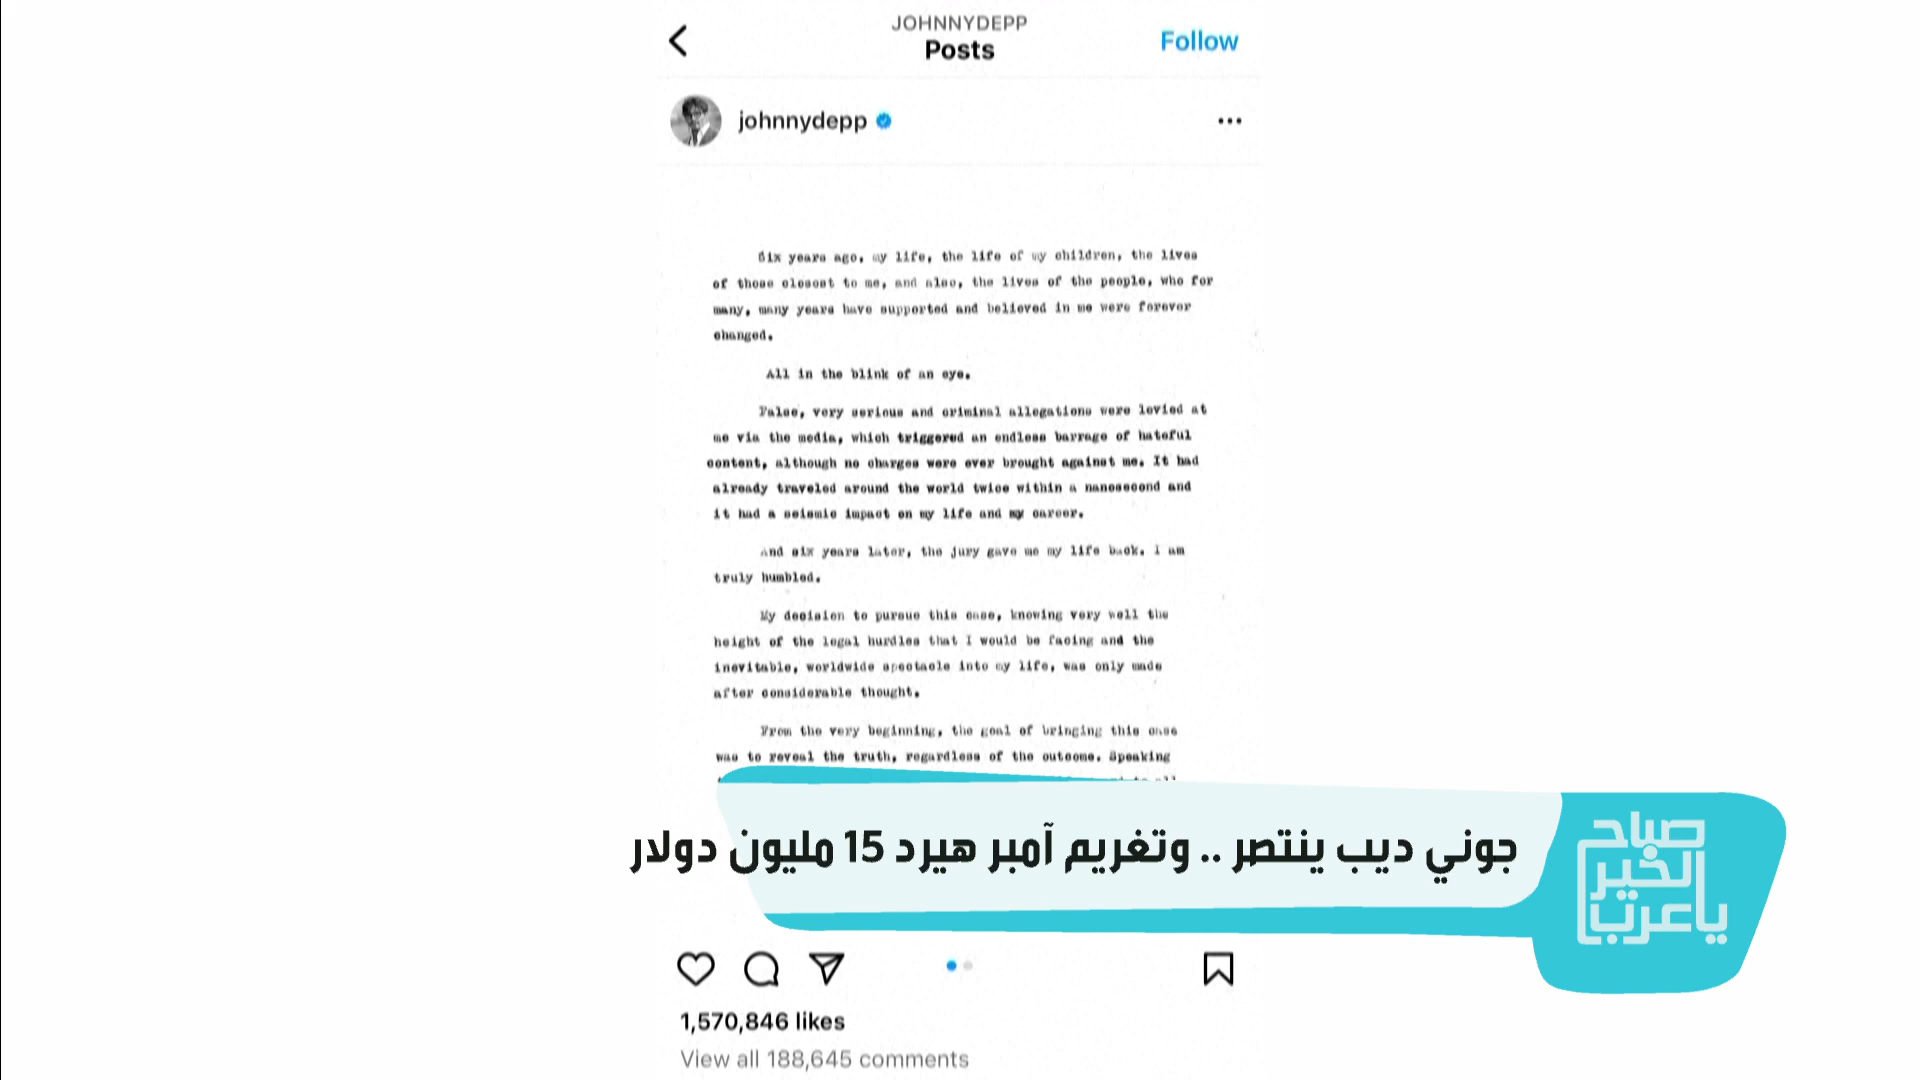 JOHNNYDEPP
Posts
Follow
johnnydepp
Six years ago, my life, the life of my children, the lives
of those closest to me, and also, the lives of the people, who for
many, many years have supported and believed in me were forever
changed.
All in the blink of an eye.
False, very serious and criminal allegations were levied at
me via the media, which triggered an endless barrage of hateful
content, although no charges were ever brought against me. It had
already traveled around the world twice within a nanosecond and
it had a seismic impact on my life and my career.
And six years later, the jury gave me my life back. I am
truly humbled.
My decision to pursue this case, knowing very well the
height of the legal hurdles that I would be facing and the
inevitable, worldwide spectacle into my life, was only made
after considerable thought.
From the very beginning, the goal of bringing this case
was to reveal the truth, regardless of the outcome. Speaking
جوني ديب ينتصر .. وتغريم آمبر هيرد 15 مليون دولار
صباح
الخير
ياعرب
1,570,846 likes
View all 188,645 comments